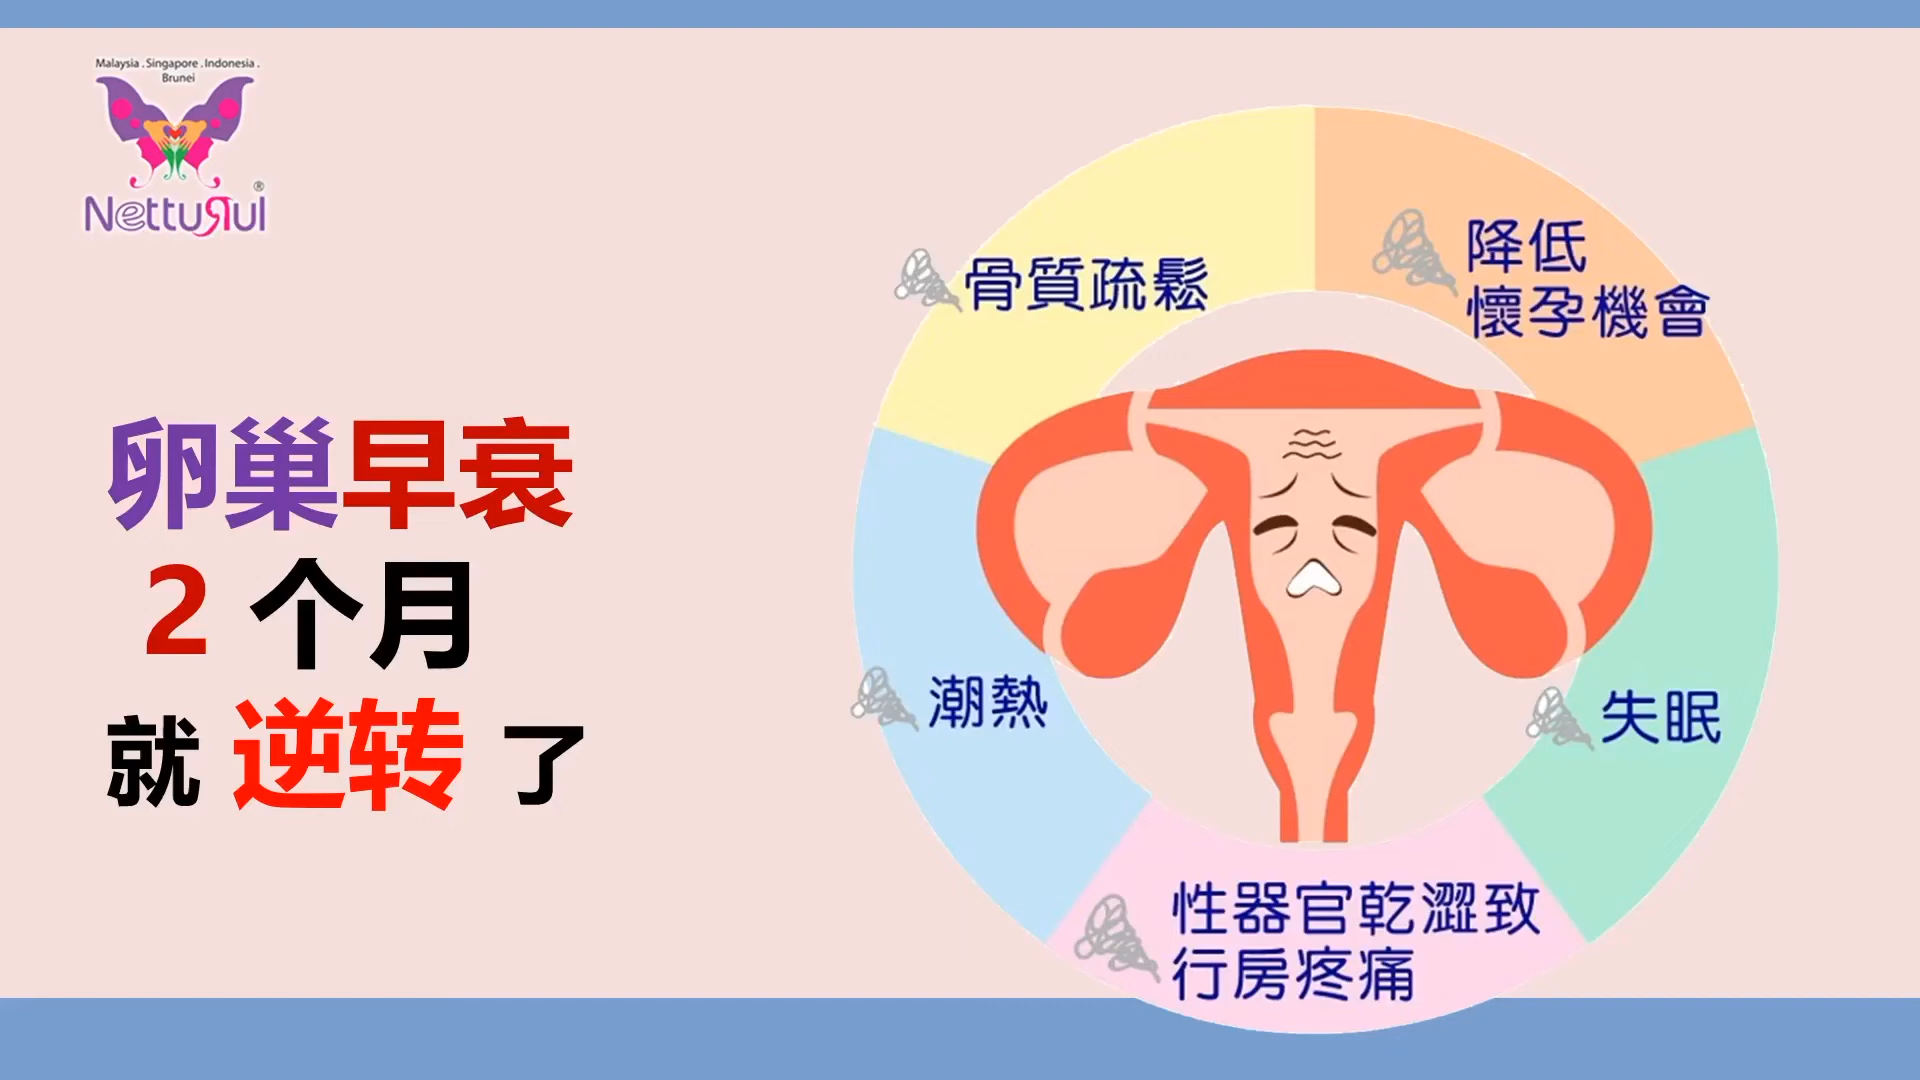 Malaysia . Singapore . Indonesia .
Brunei
NettuЯul ®
卵巢早衰
2 个月
就 逆转 了
骨質疏鬆
降低
懷孕機會
潮熱
失眠
性器官乾澀致
行房疼痛